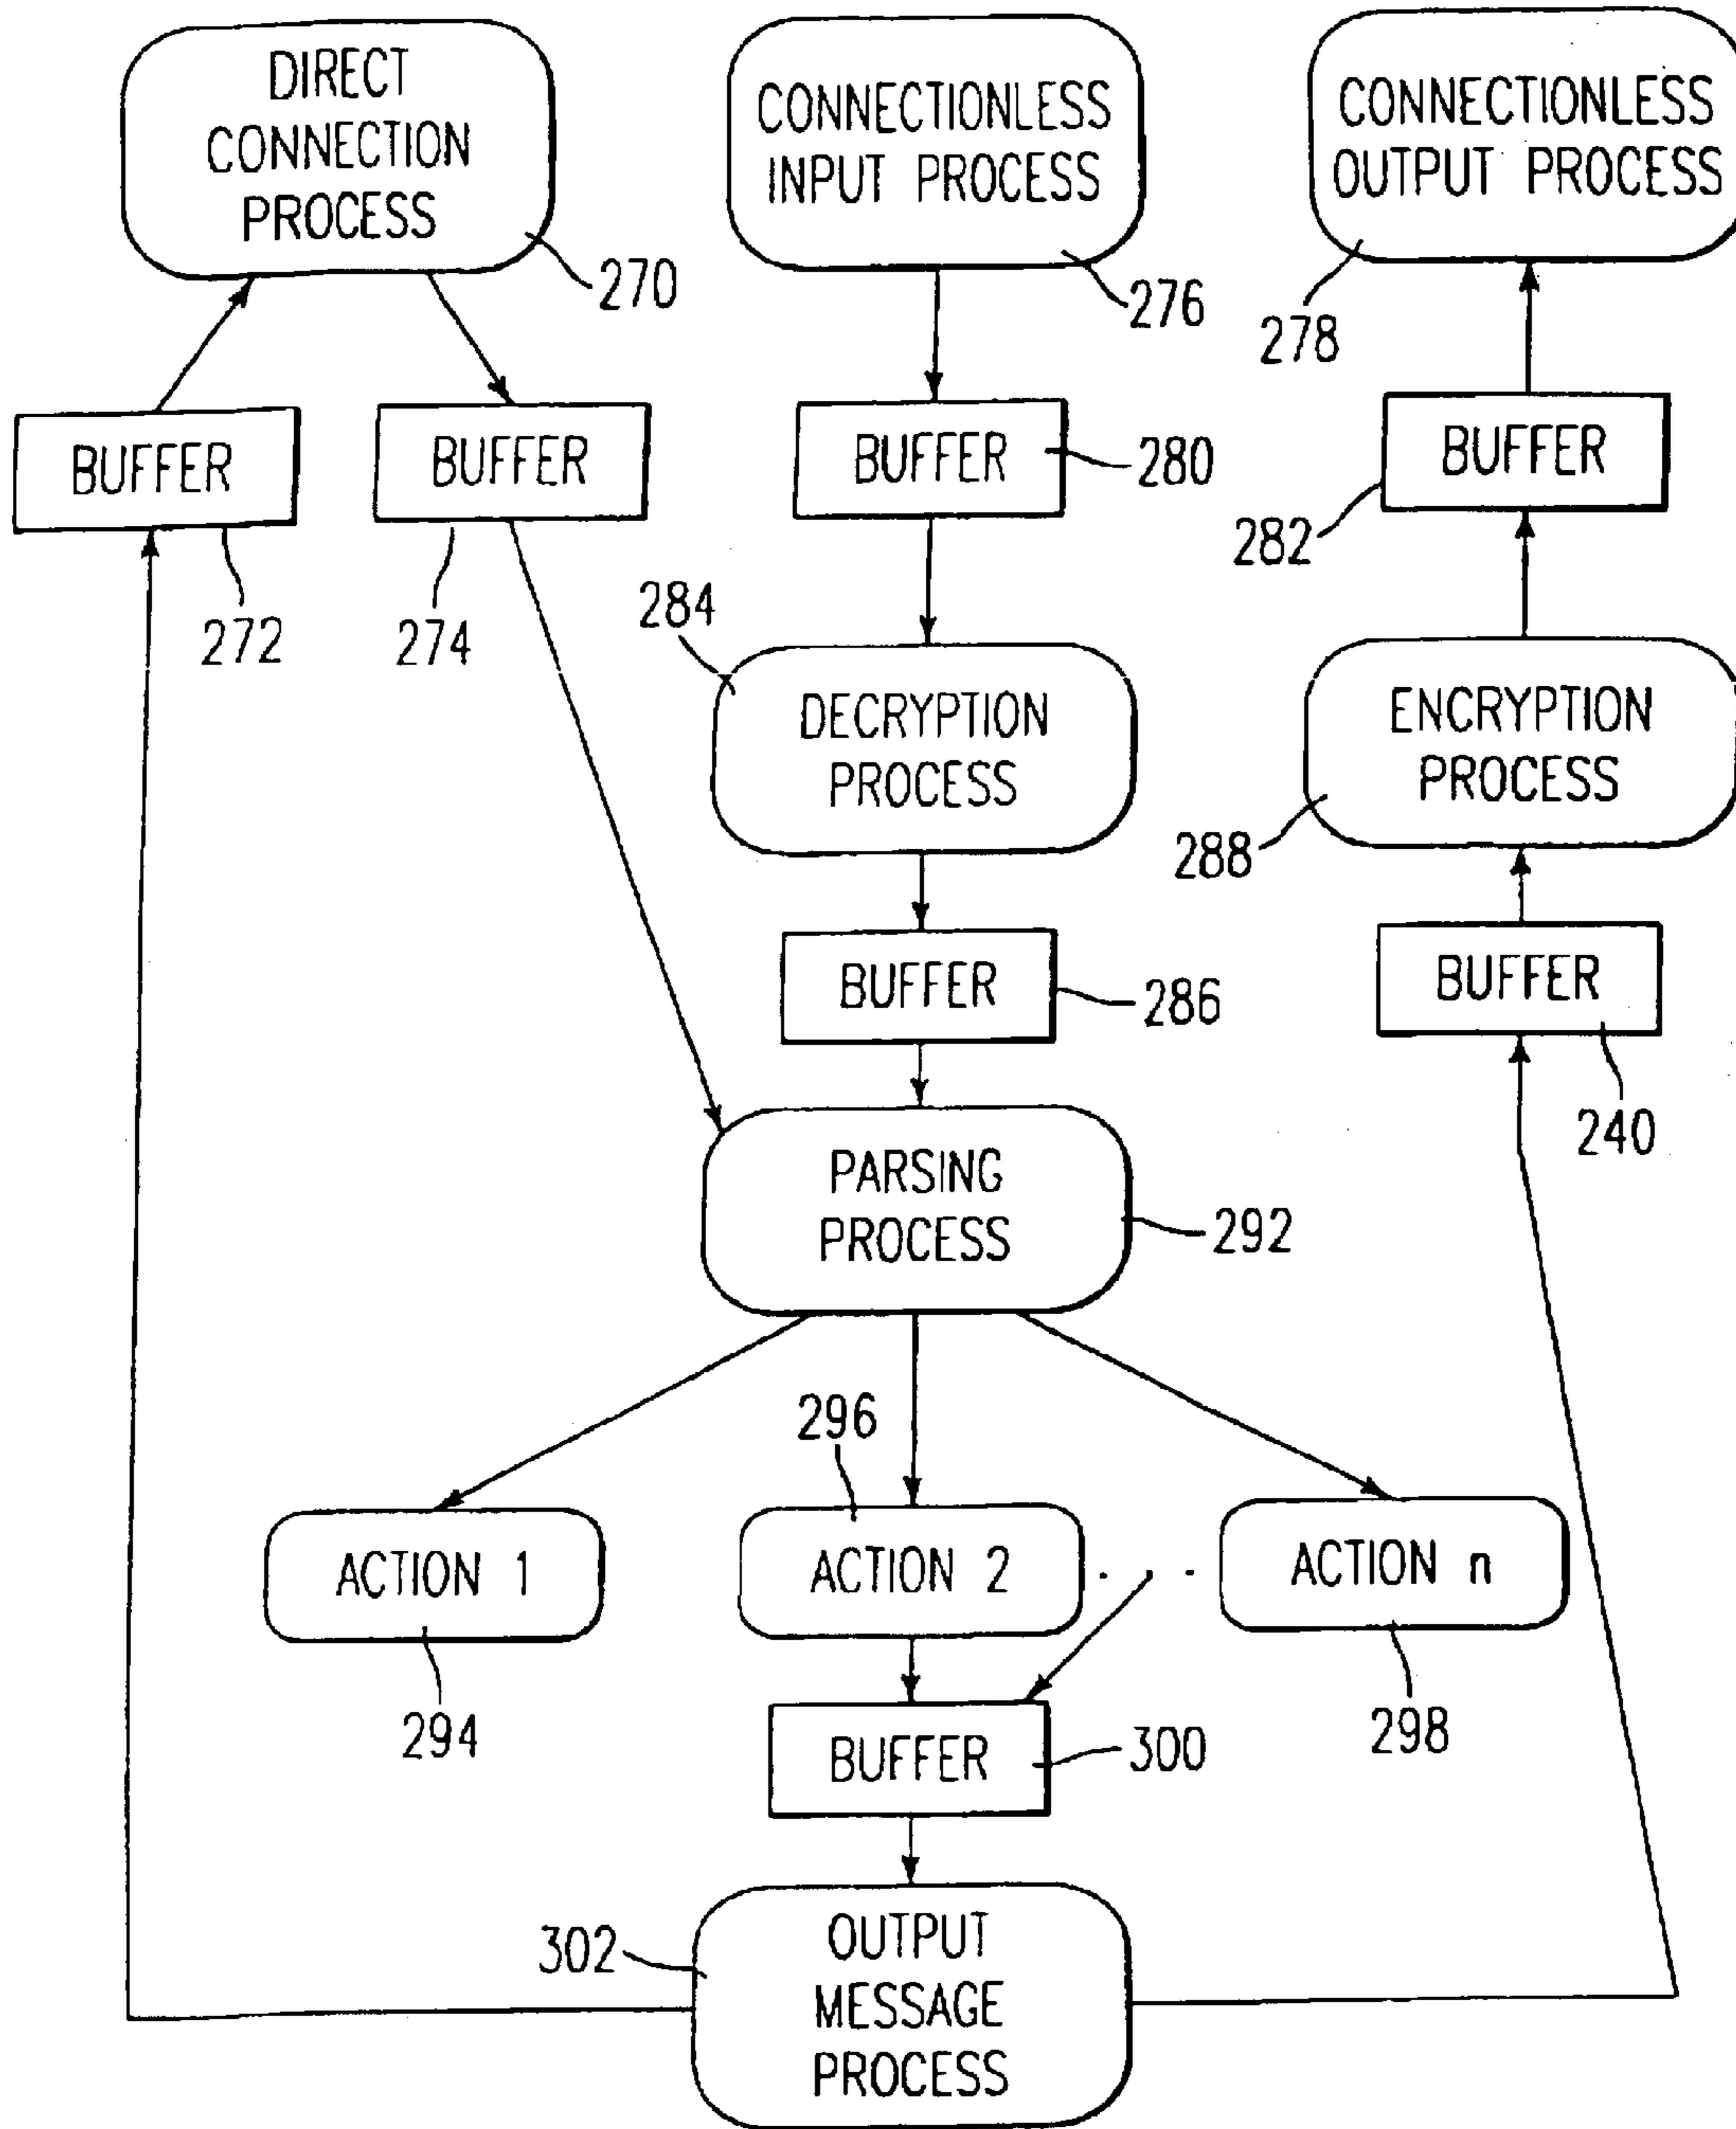 DIRECT
CONNECTION
PROCESS
270
CONNECTIONLESS
INPUT PROCESS
276
CONNECTIONLESS
OUTPUT PROCESS
278
BUFFER
272
BUFFER
274
BUFFER
280
BUFFER
282
284
DECRYPTION
PROCESS
ENCRYPTION
PROCESS
288
BUFFER
286
BUFFER
240
PARSING
PROCESS
292
ACTION 1
294
296
ACTION 2
. . .
ACTION n
298
BUFFER
300
302
OUTPUT
MESSAGE
PROCESS